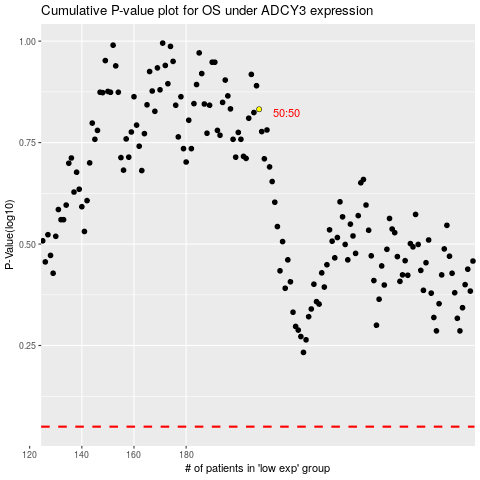 Cumulative P-value plot for OS under ADCY3 expression
1.00
50:50
0.75
P-Value(log10)
0.50
0.25
120 140 160 180
# of patients in 'low exp' group